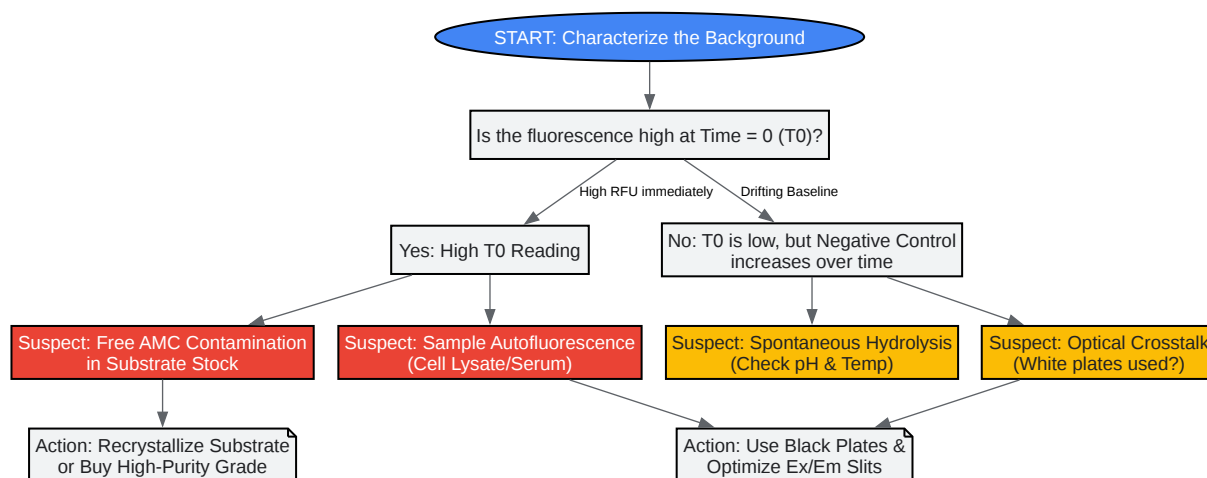 START: Characterize the Background
Is the fluorescence high at Time = 0 (T0)?
High RFU immediately
Drifting Baseline
Yes: High T0 Reading
No: T0 is low, but Negative Control
increases over time
Suspect: Free AMC Contamination
in Substrate Stock
Suspect: Sample Autofluorescence
(Cell Lysate/Serum)
Suspect: Spontaneous Hydrolysis
(Check pH & Temp)
Suspect: Optical Crosstalk
(White plates used?)
Action: Recrystallize Substrate
or Buy High-Purity Grade
Action: Use Black Plates &
Optimize Ex/Em Slits